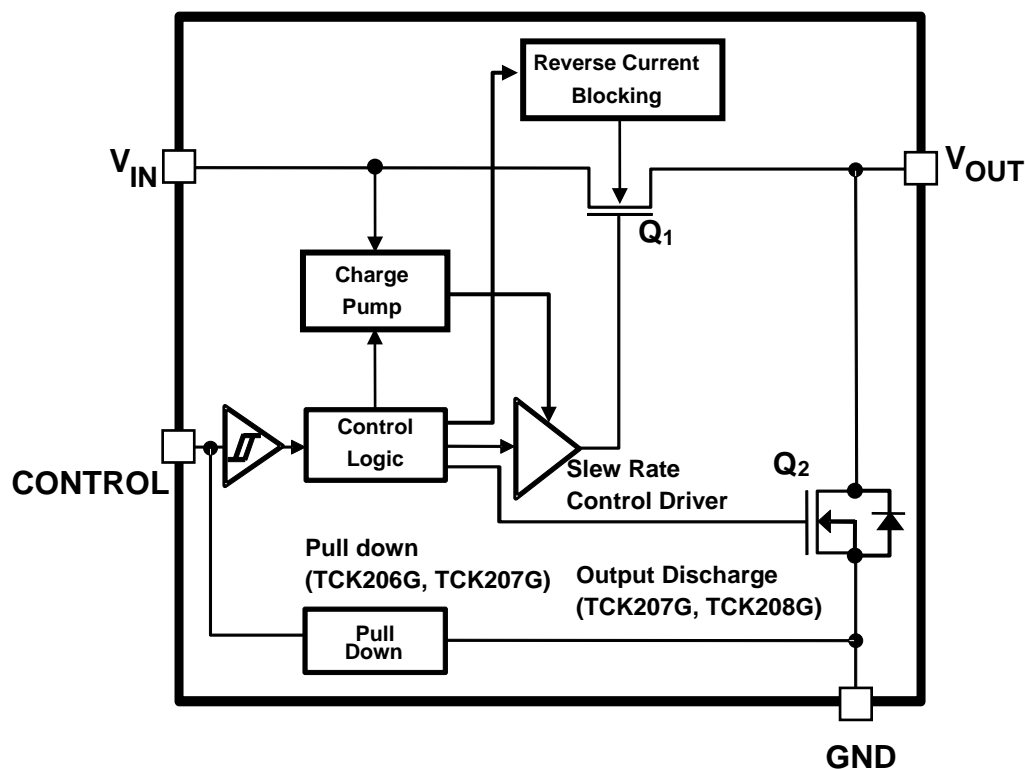 Reverse Current
Blocking
VIN
VOUT
Q1
Charge
Pump
Control
Logic
CONTROL
Slew Rate
Control Driver
Q2
Pull down
(TCK206G, TCK207G)
Output Discharge
(TCK207G, TCK208G)
Pull
Down
GND